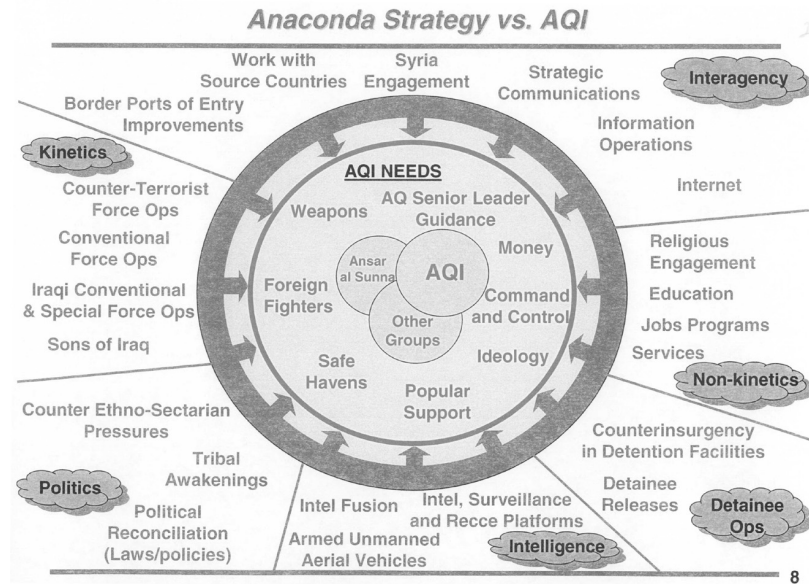 Anaconda Strategy vs. AQI
Work with
Source Countries
Syria
Engagement
Strategic
Communications
Interagency
Border Ports of Entry
Improvements
Information
Operations
Internet
Kinetics
Counter-Terrorist
Force Ops
Conventional
Force Ops
Iraqi Conventional
& Special Force Ops
Sons of Iraq
AQI NEEDS
Weapons
AQ Senior Leader
Guidance
Money
Ansar
al Sunna
AQI
Foreign
Fighters
Command
and Control
Other
Groups
Ideology
Safe
Havens
Popular
Support
Religious
Engagement
Education
Jobs Programs
Services
Non-kinetics
Counter Ethno-Sectarian
Pressures
Tribal
Awakenings
Politics
Political
Reconciliation
(Laws/policies)
Intel Fusion
Intel, Surveillance
and Recce Platforms
Armed Unmanned
Aerial Vehicles
Intelligence
Counterinsurgency
in Detention Facilities
Detainee
Releases
Detainee
Ops
8